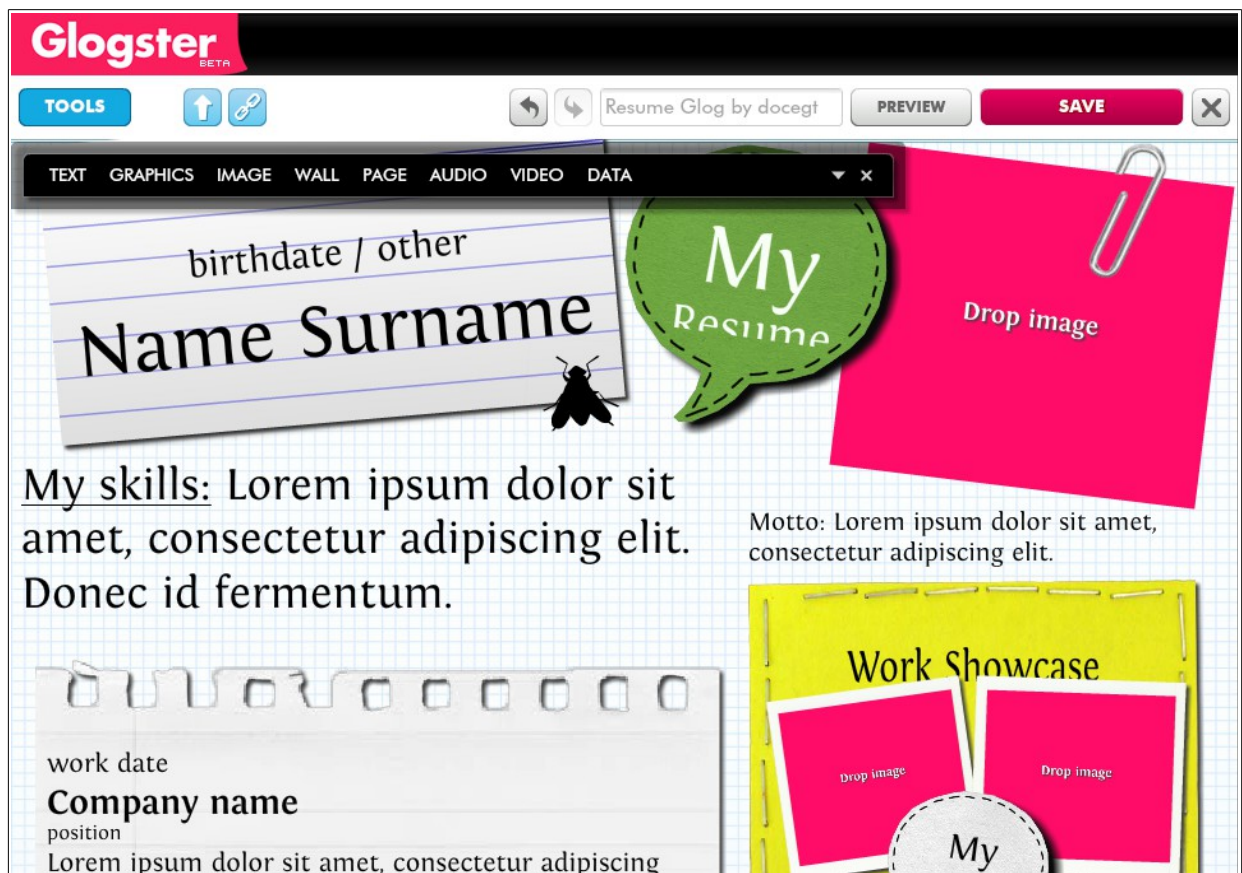 Glogster
BETA
TOOLS
Resume Glog by docegt
PREVIEW
SAVE
TEXT GRAPHICS IMAGE WALL PAGE AUDIO VIDEO DATA
birthdate / other
Name Surname
My
Resume
Drop image
My skills: Lorem ipsum dolor sit
amet, consectetur adipiscing elit.
Donec id fermentum.
Motto: Lorem ipsum dolor sit amet,
consectetur adipiscing elit.
Work Showcase
Drop image
Drop image
My
work date
Company name
position
Lorem ipsum dolor sit amet, consectetur adipiscing